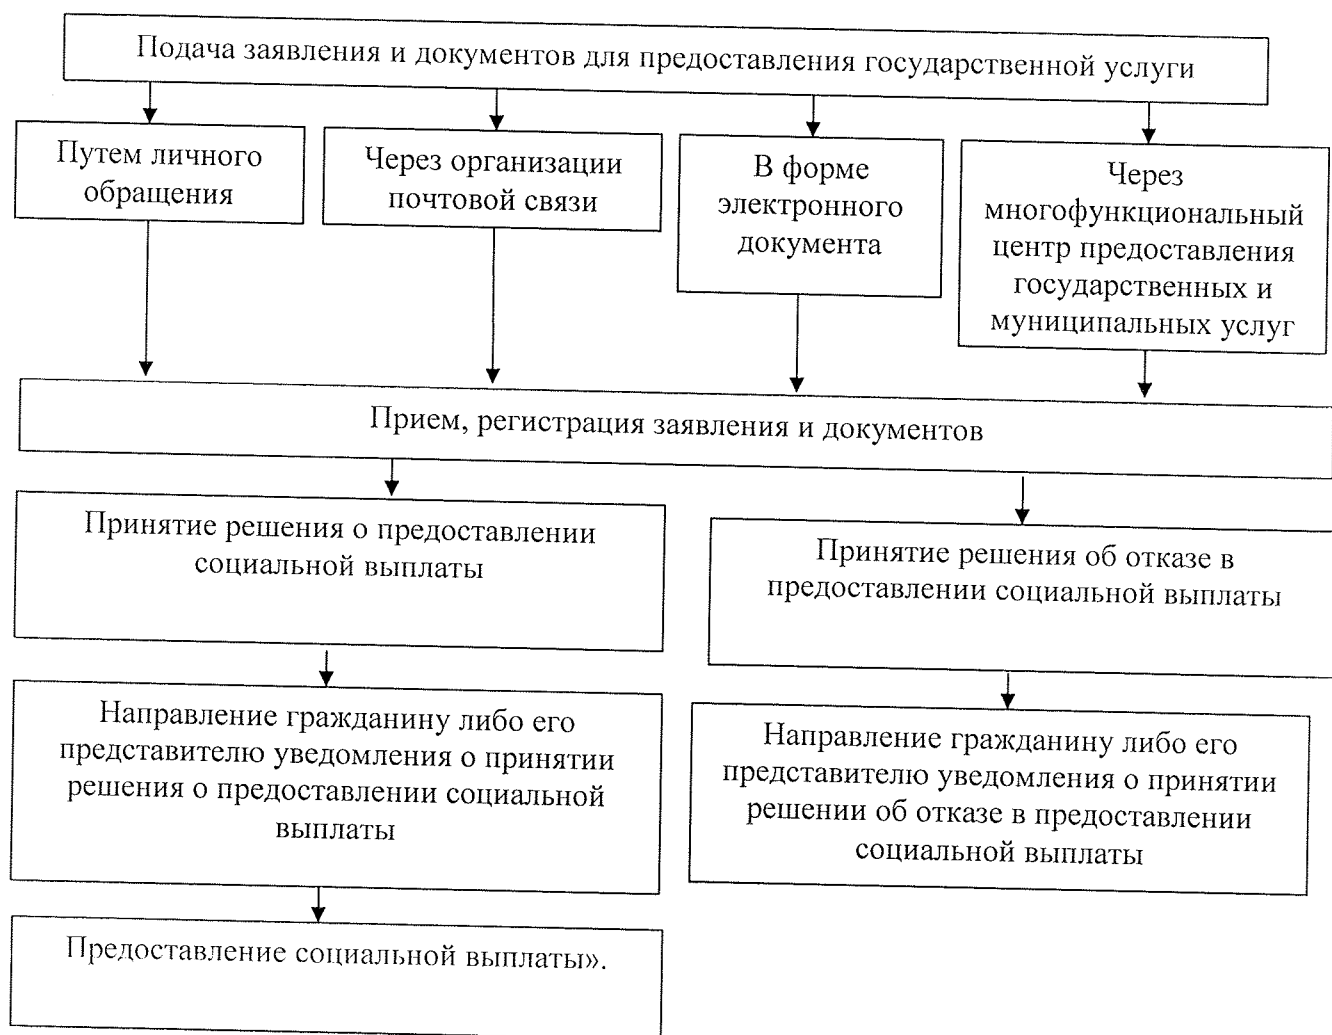 Подача заявления и документов для предоставления государственной услуги
Путем личного
обращения
Через организации
почтовой связи
В форме
электронного
документа
Через
многофункциональный
центр предоставления
государственных и
муниципальных услуг
Прием, регистрация заявления и документов
Принятие решения о предоставлении
социальной выплаты
Принятие решения об отказе в
предоставлении социальной выплаты
Направление гражданину либо его
представителю уведомления о принятии
решения о предоставлении социальной
выплаты
Направление гражданину либо его
представителю уведомления о принятии
решении об отказе в предоставлении
социальной выплаты
Предоставление социальной выплаты».